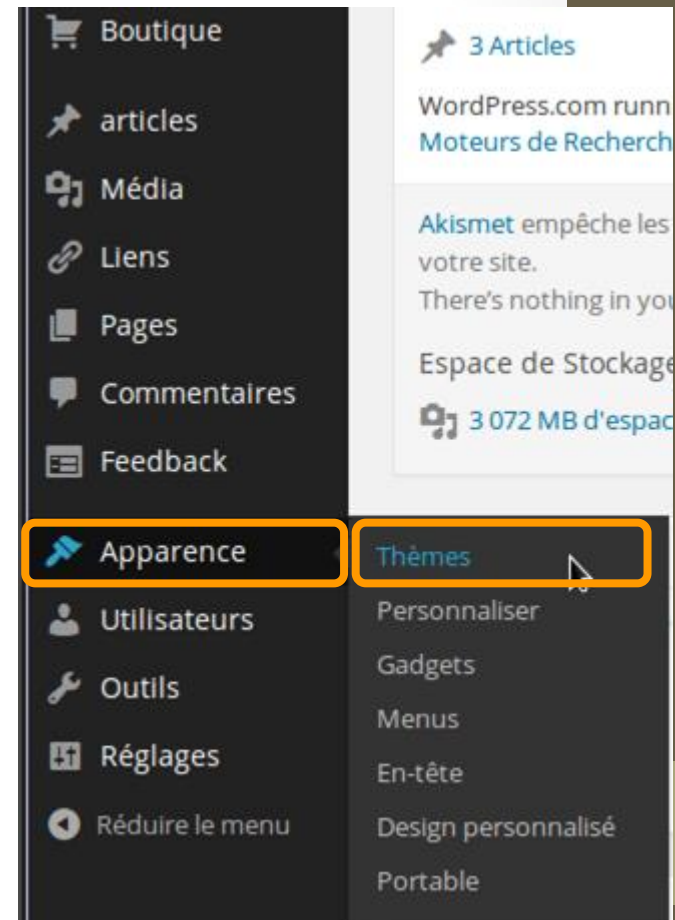 Boutique
articles
Média
Liens
Pages
Commentaires
Feedback
Apparence
Utilisateurs
Outils
Réglages
Réduire le menu
3 Articles
WordPress.com runn
Moteurs de Recherch
Akismet empêche les
votre site.
There's nothing in you
Espace de Stockage
3 072 MB d'espac
Thèmes
Personnaliser
Gadgets
Menus
En-tête
Design personnalisé
Portable